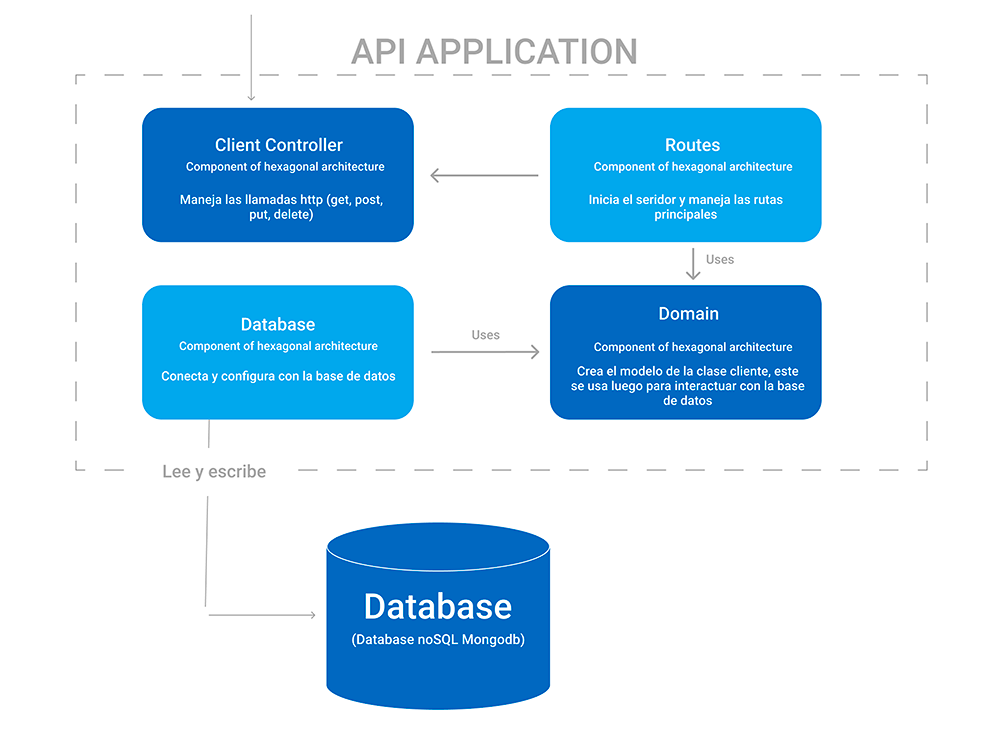 API APPLICATION
Client Controller
Component of hexagonal architecture
Maneja las llamadas http (get, post,
put, delete)
Routes
Component of hexagonal architecture
Inicia el seridor y maneja las rutas
principales
Uses
Database
Component of hexagonal architecture
Conecta y configura con la base de datos
Uses
Domain
Component of hexagonal architecture
Crea el modelo de la clase cliente, este
se usa luego para interactuar con la base
de datos
Lee y escribe
Database
(Database noSQL Mongodb)